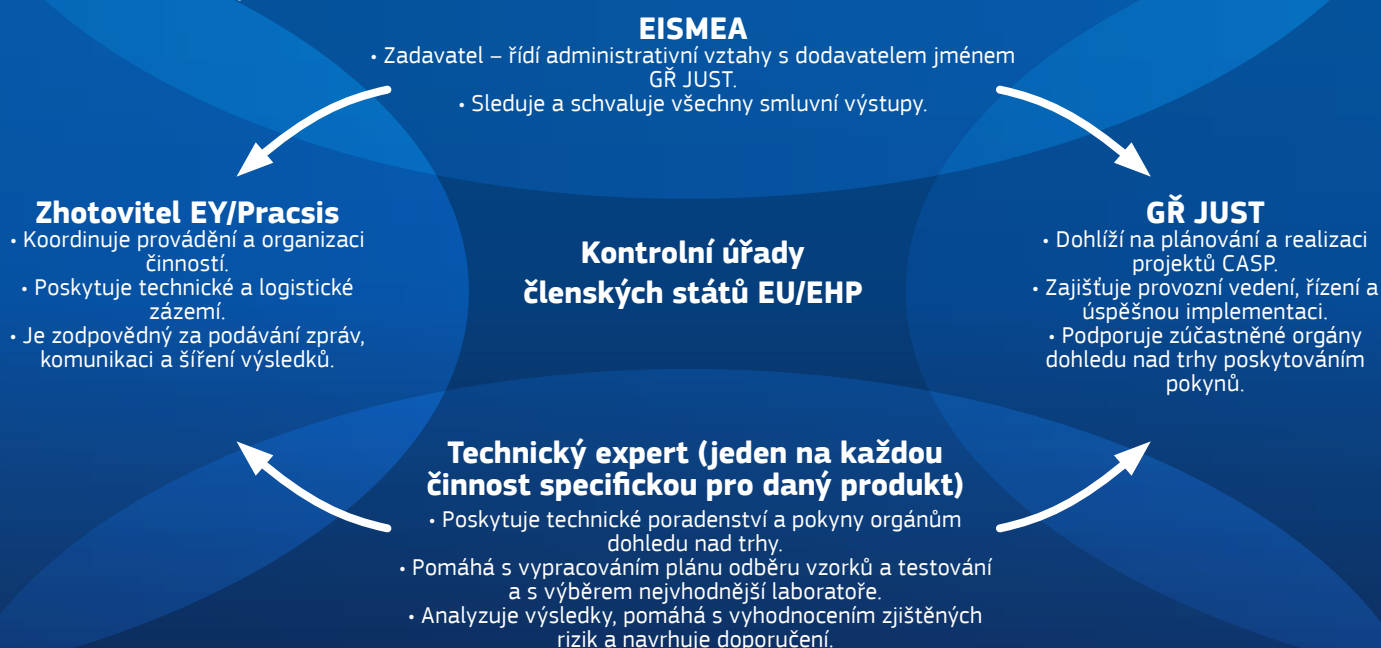 EISMEA
• Zadavatel – řídí administrativní vztahy s dodavatelem jménem
GŘ JUST.
• Sleduje a schvaluje všechny smluvní výstupy.
Zhotovitel EY/Pracsis
• Koordinuje provádění a organizaci
činností.
• Poskytuje technické a logistické
zázemí.
• Je zodpovědný za podávání zpráv,
komunikaci a šíření výsledků.
Kontrolní úřady
členských států EU/EHP
GŘ JUST
• Dohlíží na plánování a realizaci
projektů CASP.
• Zajišťuje provozní vedení, řízení a
úspěšnou implementaci.
• Podporuje zúčastněné orgány
dohledu nad trhy poskytováním
pokynů.
Technický expert (jeden na každou
činnost specifickou pro daný produkt)
• Poskytuje technické poradenství a pokyny orgánům
dohledu nad trhy.
• Pomáhá s vypracováním plánu odběru vzorků a testování
a s výběrem nejvhodnější laboratoře.
• Analyzuje výsledky, pomáhá s vyhodnocením zjištěných
rizik a navrhuje doporučení.